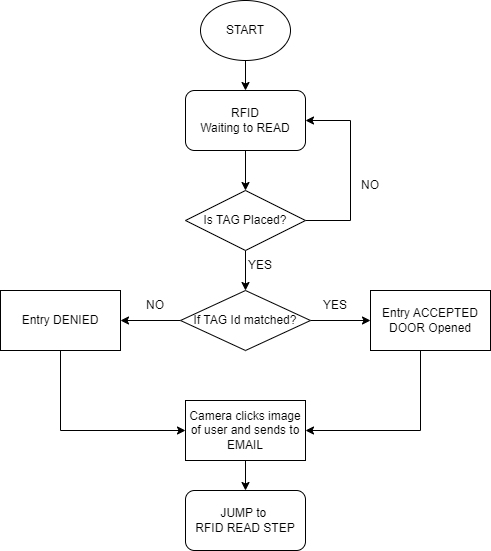 START
RFID
Waiting to READ
NO
Is TAG Placed?
YES
NO
YES
Entry DENIED
If TAG Id matched?
Entry ACCEPTED
DOOR Opened
Camera clicks image
of user and sends to
EMAIL
JUMP to
RFID READ STEP